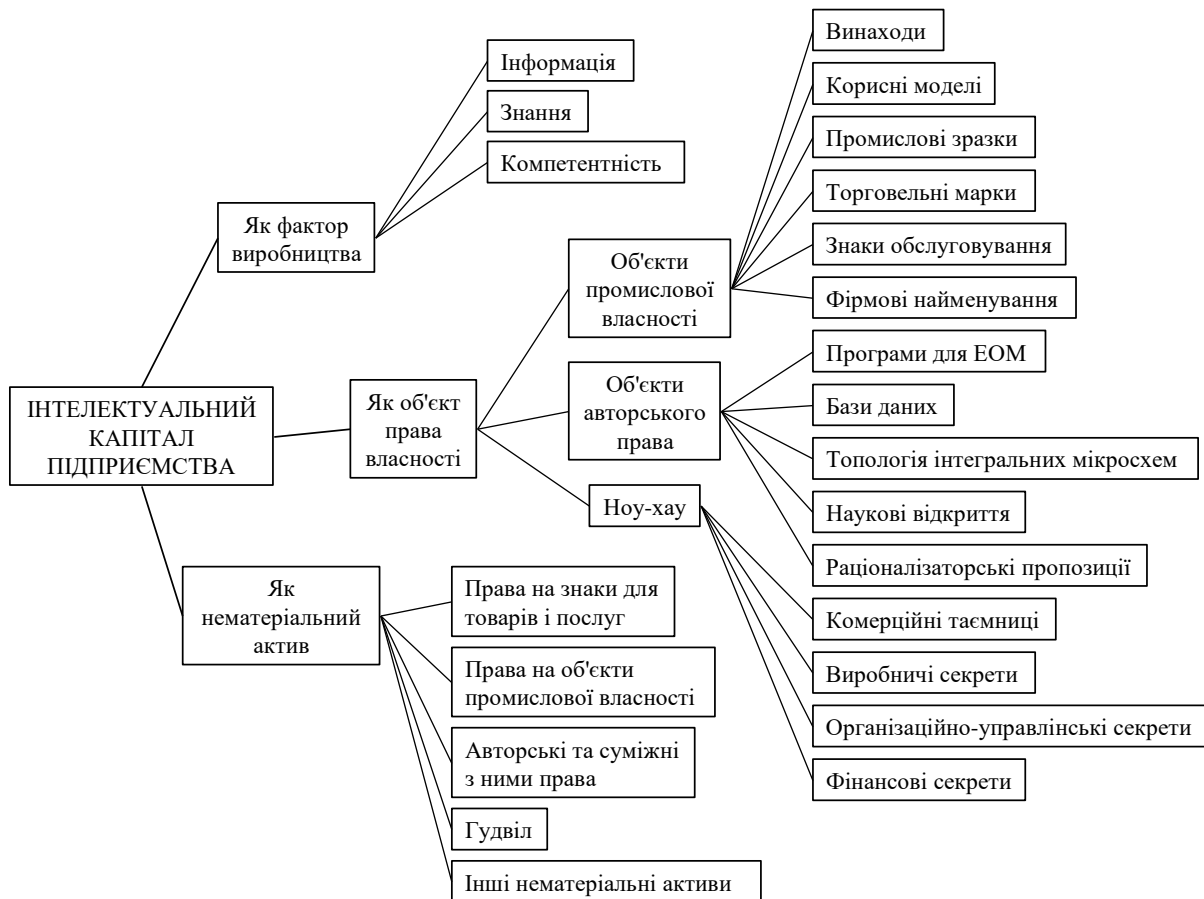 ІНТЕЛЕКТУАЛЬНИЙ
КАПІТАЛ
ПІДПРИЄМСТВА
Як фактор
виробництва
Інформація
Знання
Компетентність
Як об'єкт
права
власності
Об'єкти
промислової
власності
Винаходи
Корисні моделі
Промислові зразки
Торговельні марки
Знаки обслуговування
Фірмові найменування
Об'єкти
авторського
права
Програми для ЕОМ
Бази даних
Топологія інтегральних мікросхем
Наукові відкриття
Раціоналізаторські пропозиції
Ноу-хау
Комерційні таємниці
Виробничі секрети
Організаційно-управлінські секрети
Фінансові секрети
Як
нематеріальний
актив
Права на знаки для
товарів і послуг
Права на об'єкти
промислової власності
Авторські та суміжні
з ними права
Гудвіл
Інші нематеріальні активи